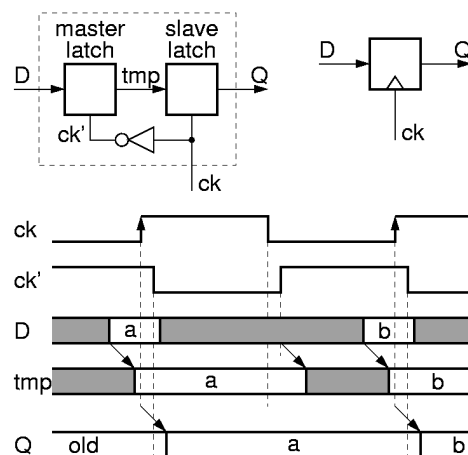 master slave
latch latch
D tmp Q D Q
ck'
ck ck
ck
ck'
D a b
tmp a b
Q old a b